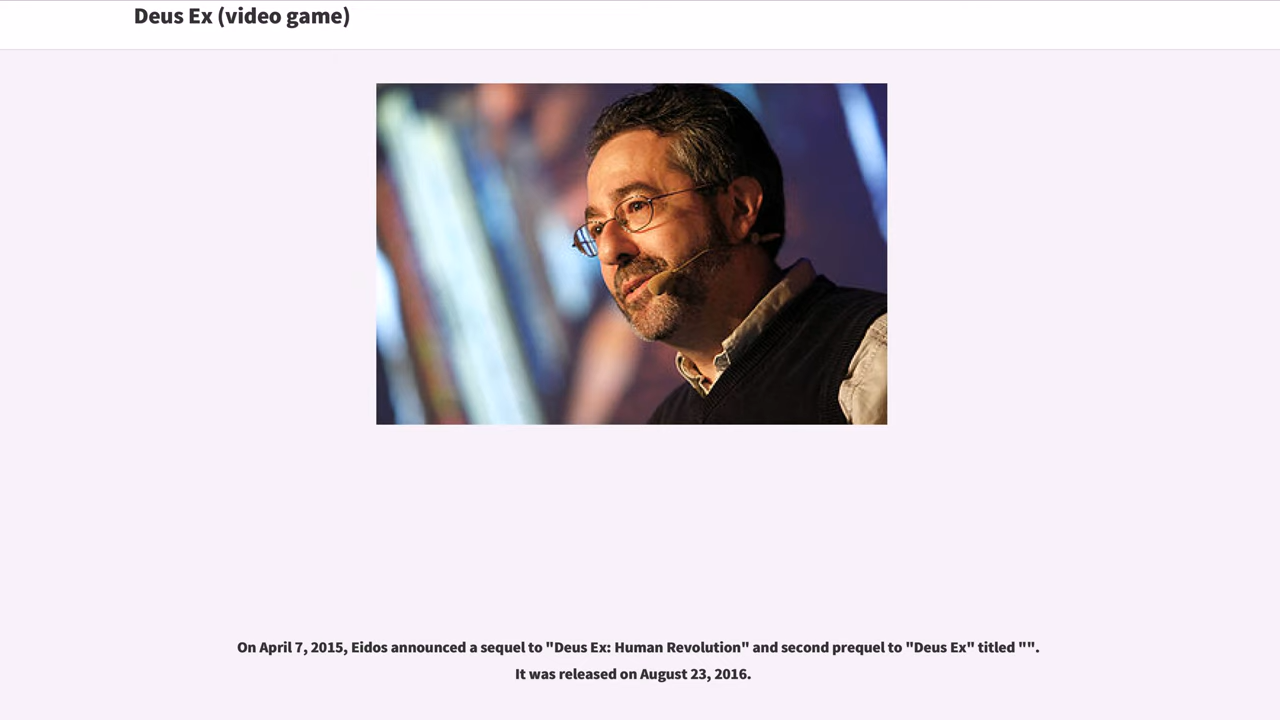 Deus Ex (video game)
On April 7, 2015, Eidos announced a sequel to "Deus Ex: Human Revolution" and second prequel to "Deus Ex" titled "".
It was released on August 23, 2016.